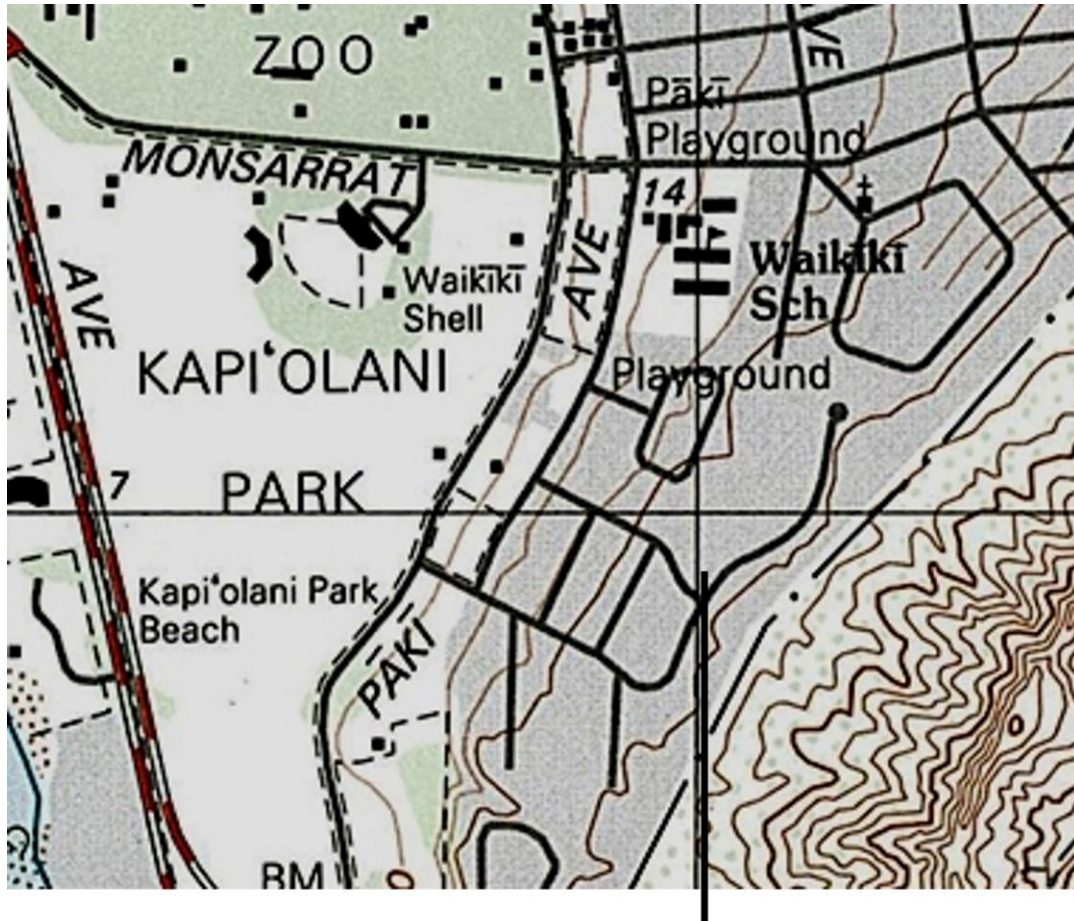 ZOO
AVE
Pākī
Playground
MONSARRAT
14
AVE
AVE
Waikīkī
Shell
Waikīkī
Sch
KAPIʻOLANI
Playground
7
PARK
Kapiʻolani Park
Beach
PĀKĪ
BM